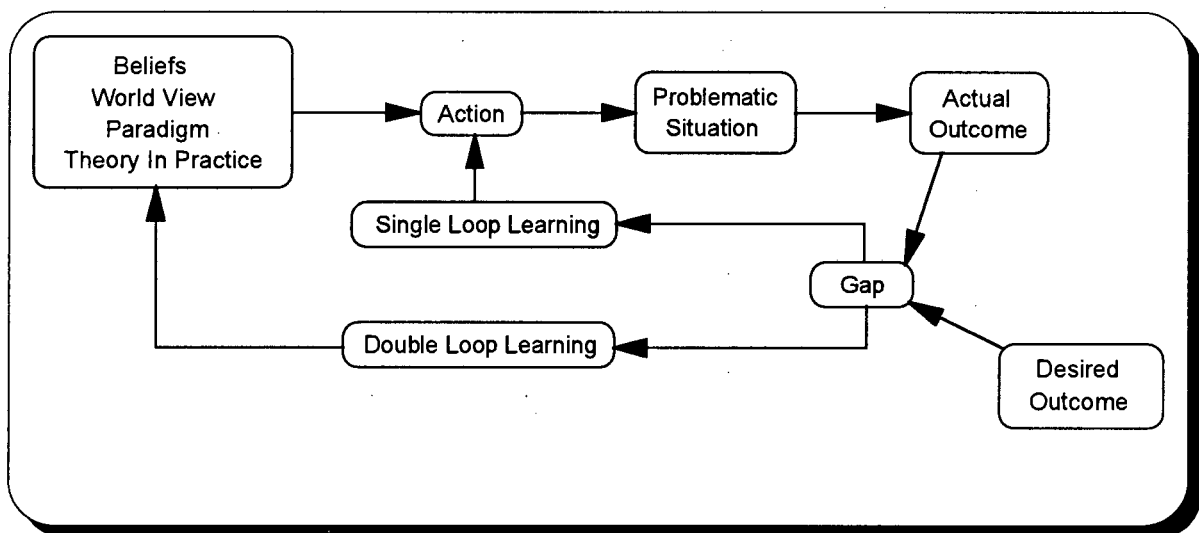 Beliefs
World View
Paradigm
Theory In Practice
Action
Problematic
Situation
Actual
Outcome
Single Loop Learning
Gap
Double Loop Learning
Desired
Outcome